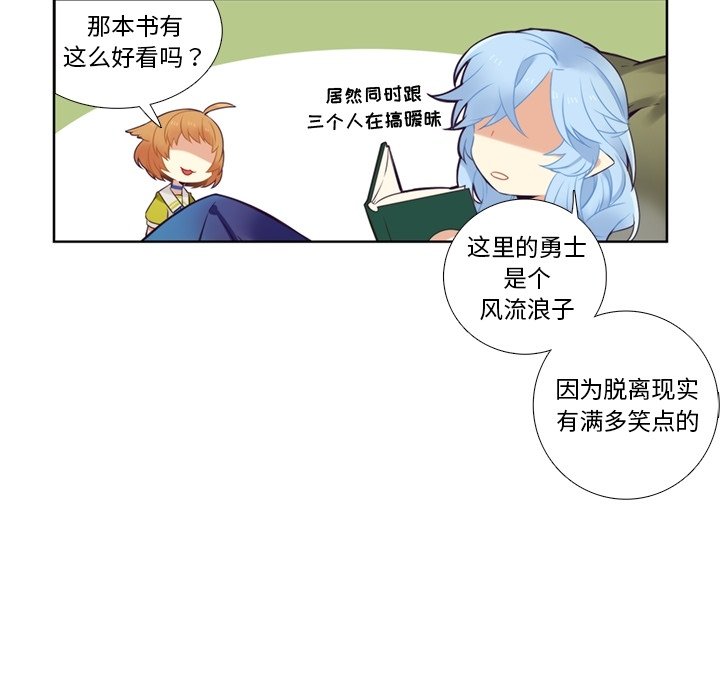 那本书有
这么好看吗？
居然同时跟
三个人在搞暧昧
这里的勇士
是个
风流浪子
因为脱离现实
有满多笑点的